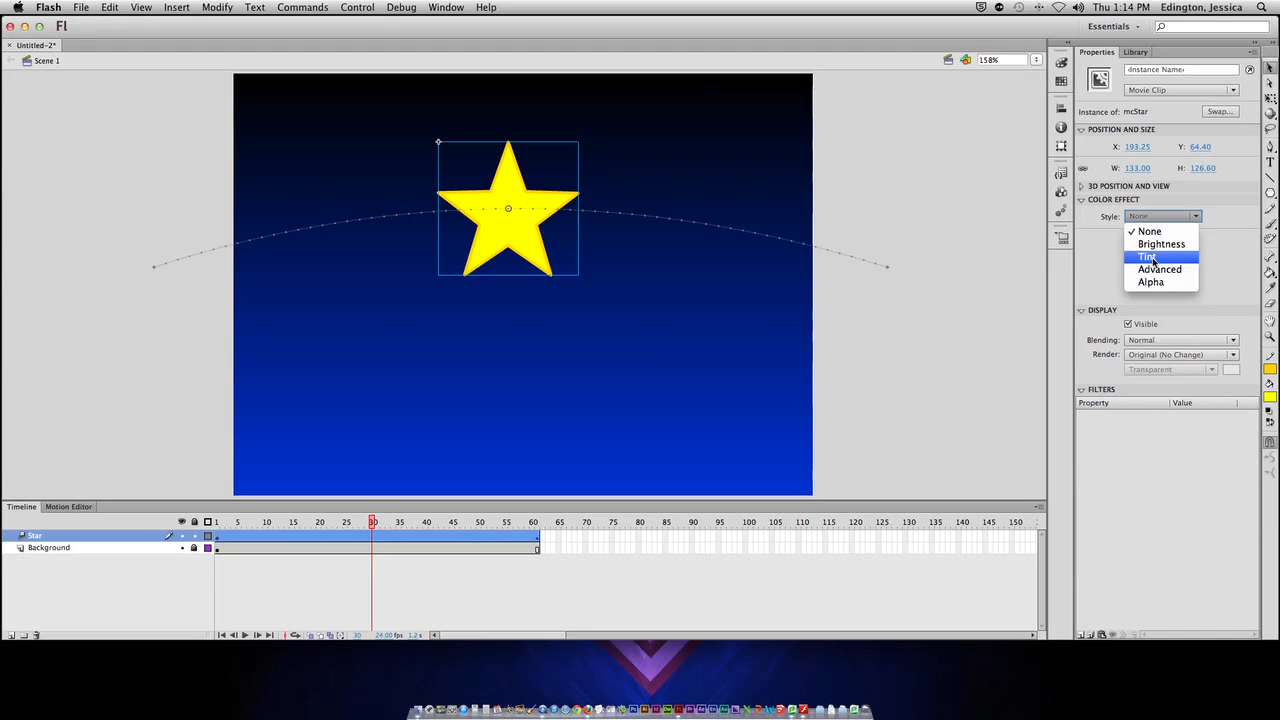 Flash File Edit View Insert Modify Text Commands Control Debug Window Help Thu 1:14 PM Edington, Jessica
Fl Essentials
Untitled-2*
Scene 1 158%
Properties Library
<Instance Name>
Movie Clip
Instance of: mcStar Swap...
POSITION AND SIZE
X: 193.25 Y: 64.40
W: 133.00 H: 126.60
3D POSITION AND VIEW
COLOR EFFECT
Style: None
✓ None
Brightness
Tint
Advanced
Alpha
DISPLAY
Visible
Blending: Normal
Render: Original (No Change)
Transparent
FILTERS
Property Value
Timeline Motion Editor
1 5 10 15 20 25 30 35 40 45 50 55 60 65 70 75 80 85 90 95 100 105 110 115 120 125 130 135 140 145 150
Star
Background
30 24.00 fps 1.2 s